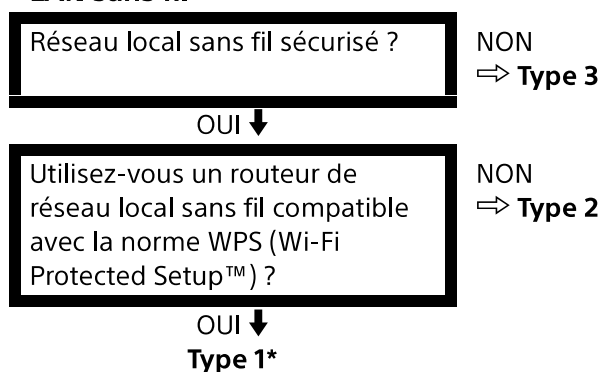 Réseau local sans fil sécurisé ?
NON
⇨ Type 3
OUI ⬇
Utilisez-vous un routeur de
réseau local sans fil compatible
avec la norme WPS (Wi-Fi
Protected Setup™) ?
NON
⇨ Type 2
OUI ⬇
Type 1*